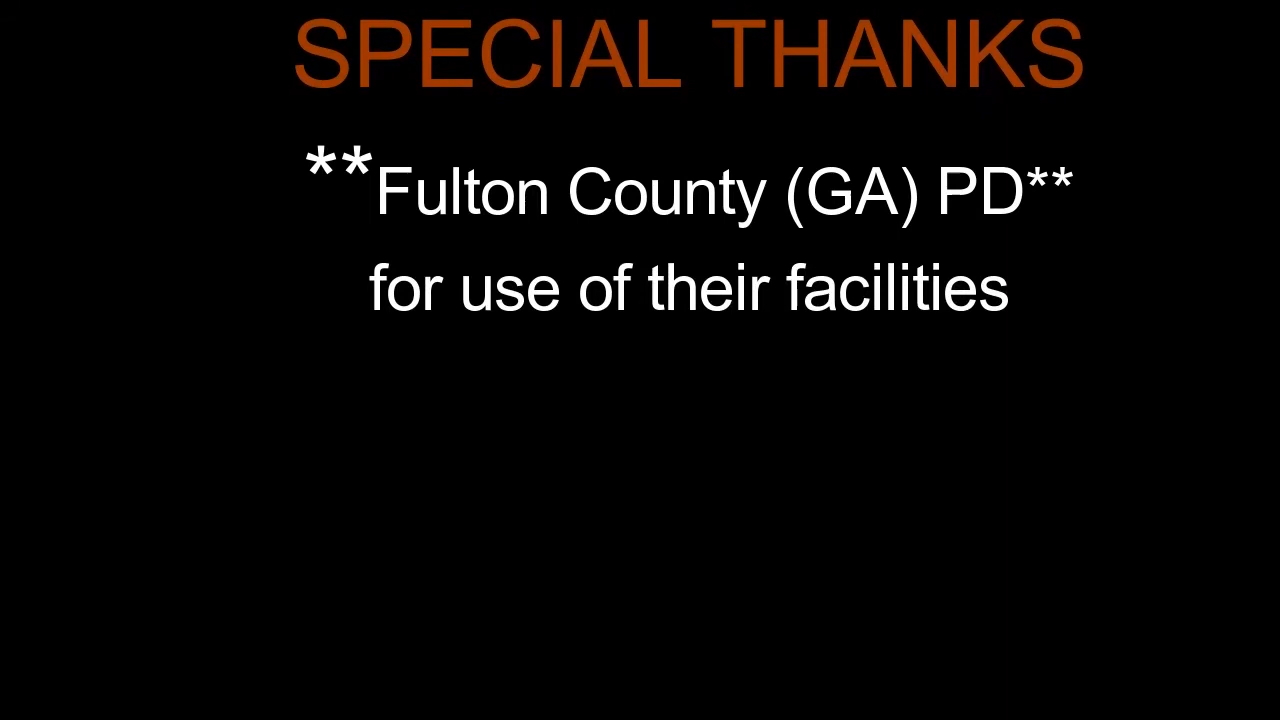 SPECIAL THANKS
**Fulton County (GA) PD**
for use of their facilities